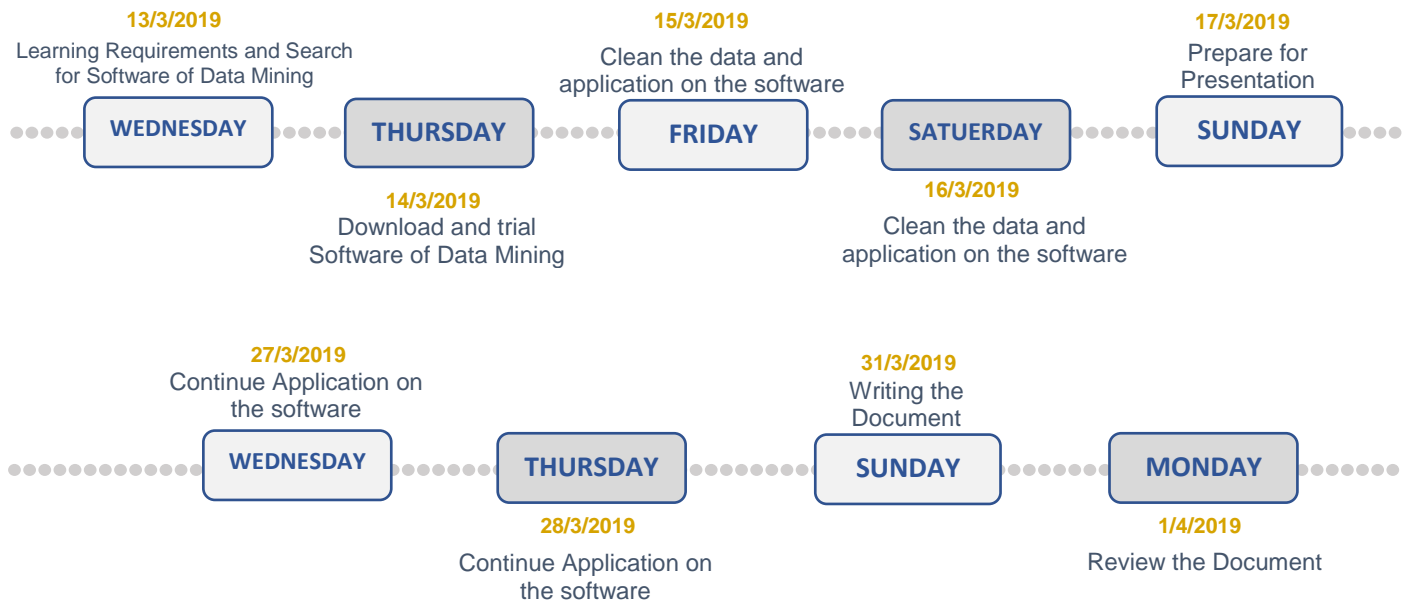 13/3/2019
Learning Requirements and Search
for Software of Data Mining
WEDNESDAY
THURSDAY
14/3/2019
Download and trial
Software of Data Mining
15/3/2019
Clean the data and
application on the software
FRIDAY
SATUERDAY
16/3/2019
Clean the data and
application on the software
17/3/2019
Prepare for
Presentation
SUNDAY
27/3/2019
Continue Application on
the software
WEDNESDAY
THURSDAY
28/3/2019
Continue Application on
the software
31/3/2019
Writing the
Document
SUNDAY
MONDAY
1/4/2019
Review the Document